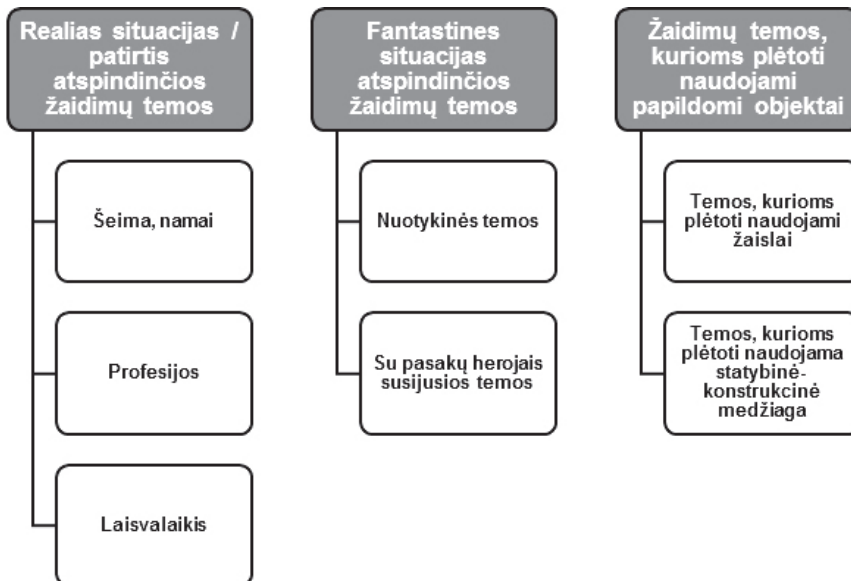 Realias situacijas /
patirtis
atspindinčios
žaidimų temos
Šeima, namai
Profesijos
Laisvalaikis
Fantastines
situacijas
atspindinčios
žaidimų temos
Nuotykinės temos
Su pasakų herojais
susijusios temos
Žaidimų temos,
kurioms plėtoti
naudojami
papildomi objektai
Temos, kurioms
plėtoti naudojami
žaislai
Temos, kurioms
plėtoti naudojama
statybinė-
konstrukcinė
medžiaga